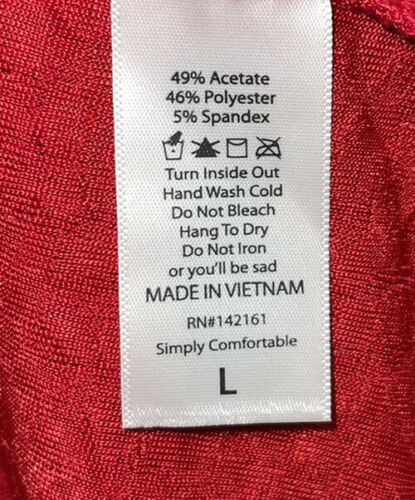 49% Acetate
46% Polyester
5% Spandex
Turn Inside Out
Hand Wash Cold
Do Not Bleach
Hang To Dry
Do Not Iron
or you'll be sad
MADE IN VIETNAM
RN#142161
Simply Comfortable
L